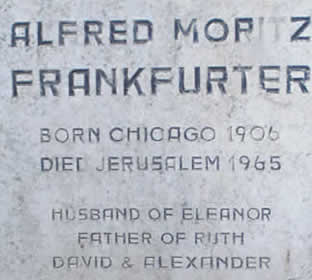 ALFRED MORITZ
FRANKFURTER
BORN CHICAGO 1906
DIED JERUSALEM 1965
HUSBAND OF ELEANOR
FATHER OF RUTH
DAVID & ALEXANDER